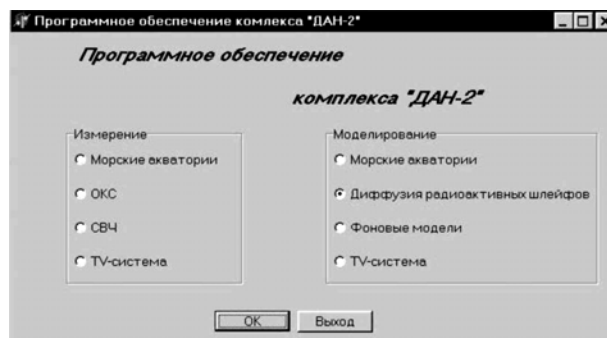 Программное обеспечение комлекса "ДАН-2"
Программное обеспечение
комплекса "ДАН-2"
Измерение
Морские акватории
ОКС
СВЧ
TV-система
Моделирование
Морские акватории
Диффузия радиоактивных шлейфов
Фоновые модели
TV-система
OK
Выход